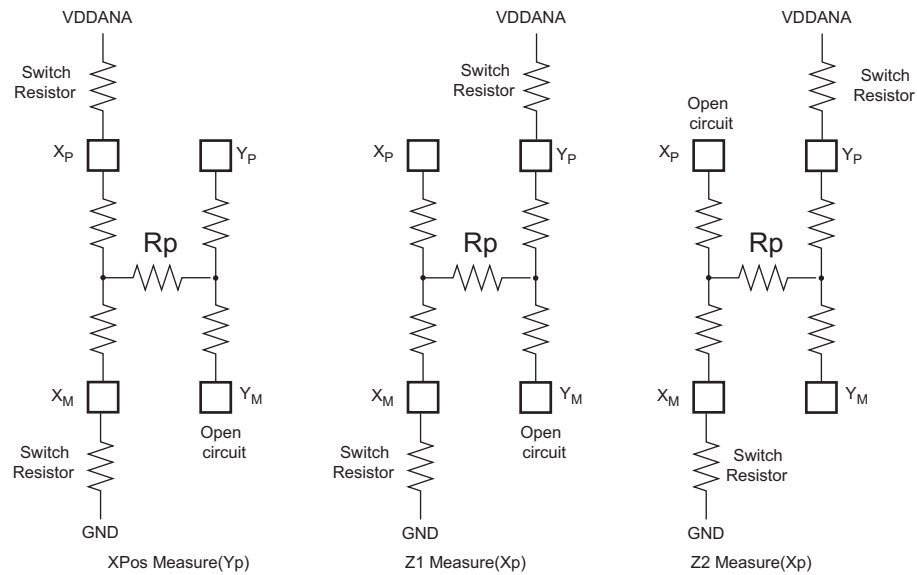 VDDANA
Switch
Resistor
XP
YP
Rp
XM
YM
Open
circuit
Switch
Resistor
GND
XPos Measure(Yp)
VDDANA
Switch
Resistor
XP
YP
Rp
XM
YM
Open
circuit
Switch
Resistor
GND
Z1 Measure(Xp)
VDDANA
Switch
Resistor
Open
circuit
XP
YP
Rp
XM
YM
Switch
Resistor
GND
Z2 Measure(Xp)